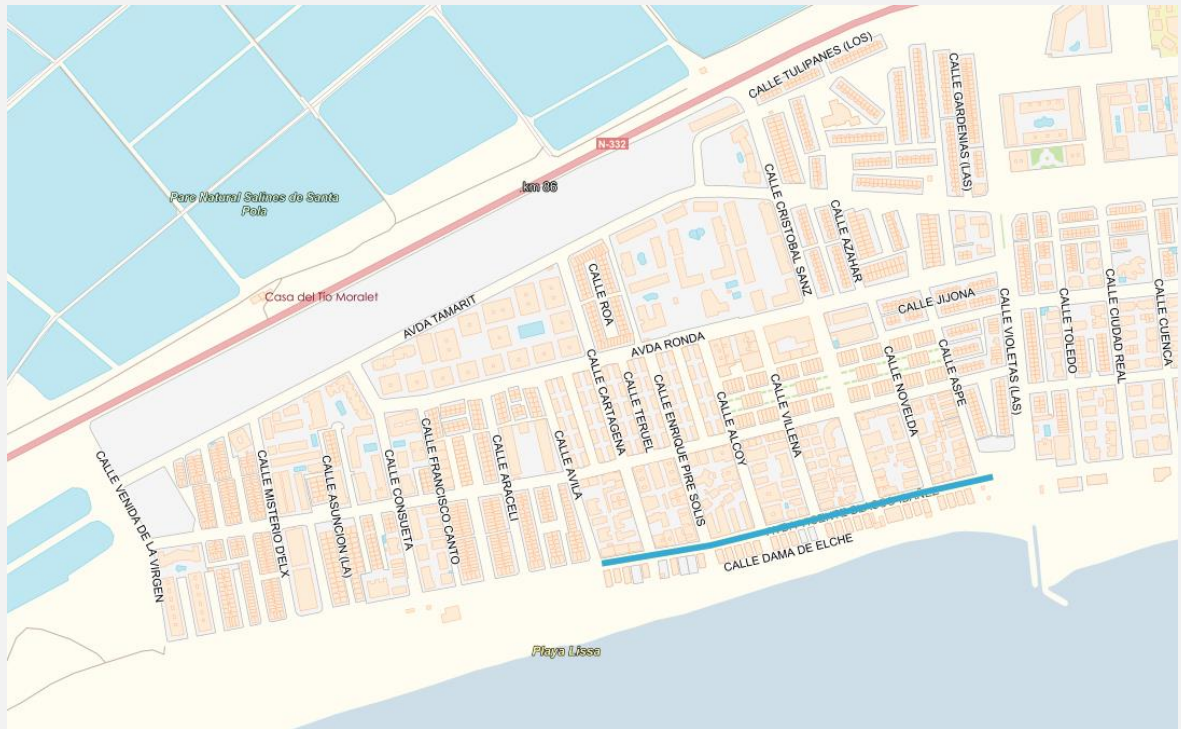 CALLE TULIPANES (LOS)
CALLE GARDENIAS (LAS)
N-332
km 86
Parc Natural Salines de Santa
Pola
CALLE CRISTOBAL SANZ
CALLE AZAHAR
Casa del Tio Moralet
CALLE ROA
AVDA TAMARIT
CALLE JIJONA
CALLE VIOLETAS (LAS)
CALLE TOLEDO
CALLE CIUDAD REAL
CALLE CUENCA
AVDA RONDA
CALLE CARTAGENA
CALLE TERUEL
CALLE ENRIQUE PIRE SOLIS
CALLE ALCOY
CALLE VILLENA
CALLE NOVELDA
CALLE ASPE
CALLE VENIDA DE LA VIRGEN
CALLE MISTERIO D'ELX
CALLE ASUNCION (LA)
CALLE CONSUETA
CALLE FRANCISCO CANTO
CALLE ARACELI
CALLE AVILA
CALLE DAMA DE ELCHE
Playa Lissa